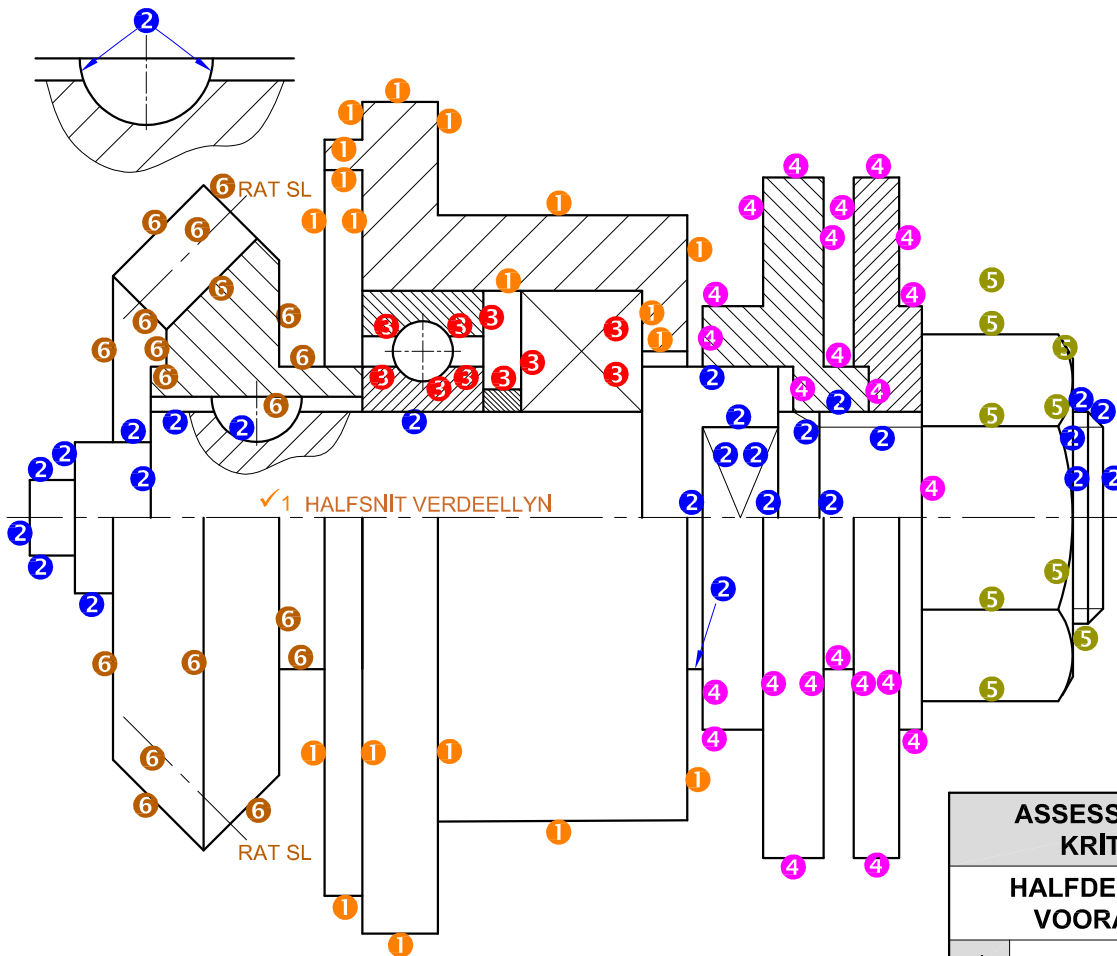 RAT SL
✓1 HALFSNIT VERDEELLYN
RAT SL
ASSESS
KRIT
HALFDE
VOORA